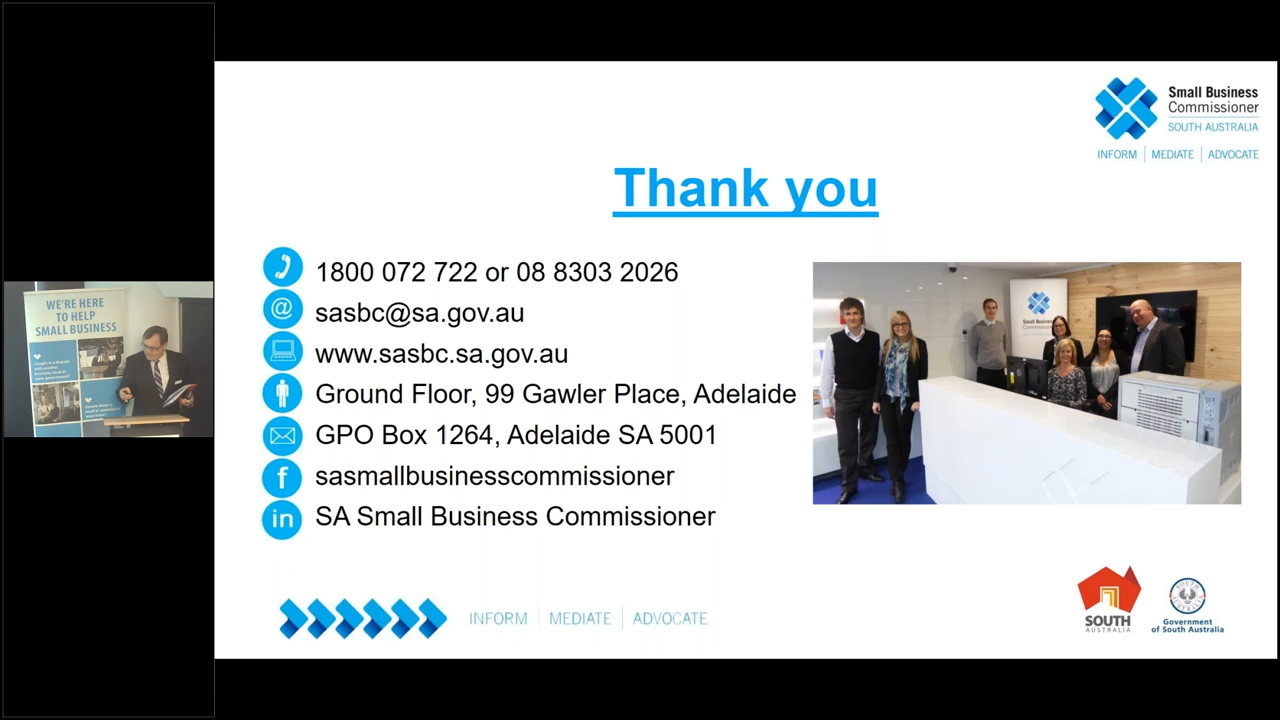 WE'RE HERE
TO HELP
SMALL BUSINESS
Small Business
Commissioner
SOUTH AUSTRALIA
INFORM | MEDIATE | ADVOCATE
Thank you
1800 072 722 or 08 8303 2026
sasbc@sa.gov.au
www.sasbc.sa.gov.au
Ground Floor, 99 Gawler Place, Adelaide
GPO Box 1264, Adelaide SA 5001
sasmallbusinesscommissioner
SA Small Business Commissioner
Small Business
INFORM | MEDIATE | ADVOCATE
SOUTH
AUSTRALIA
Government
of South Australia